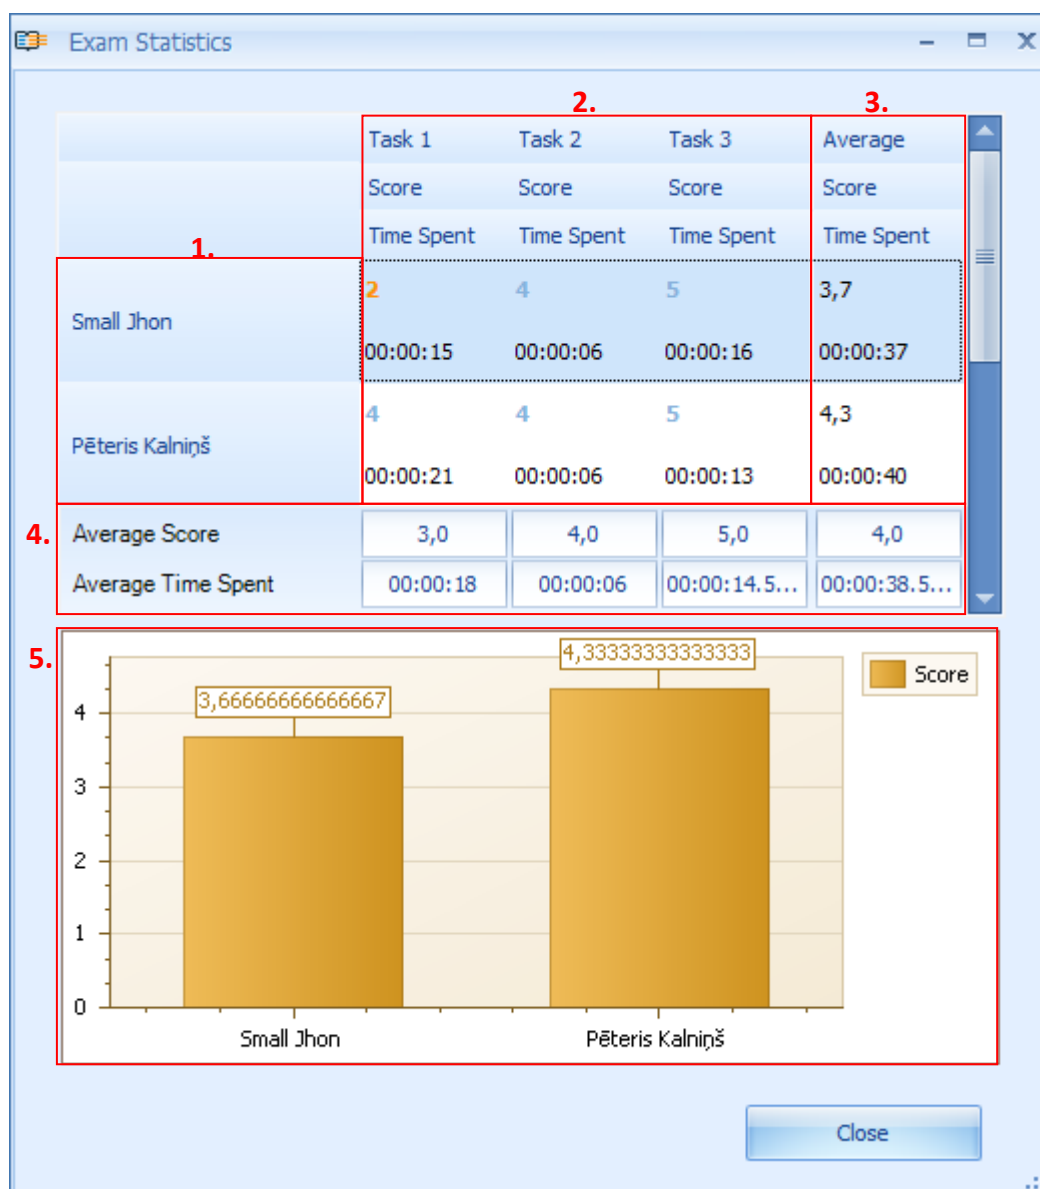 Exam Statistics
2. 3.
Task 1 Task 2 Task 3 Average
Score Score Score Score
Time Spent Time Spent Time Spent Time Spent
1.
Small Jhon
2 4 5 3,7
00:00:15 00:00:06 00:00:16 00:00:37
Pēteris Kalniņš
4 4 5 4,3
00:00:21 00:00:06 00:00:13 00:00:40
4. Average Score 3,0 4,0 5,0 4,0
Average Time Spent 00:00:18 00:00:06 00:00:14.5... 00:00:38.5...
5.
4,33333333333333
3,66666666666667
Score
4
3
2
1
0
Small Jhon Pēteris Kalniņš
Close